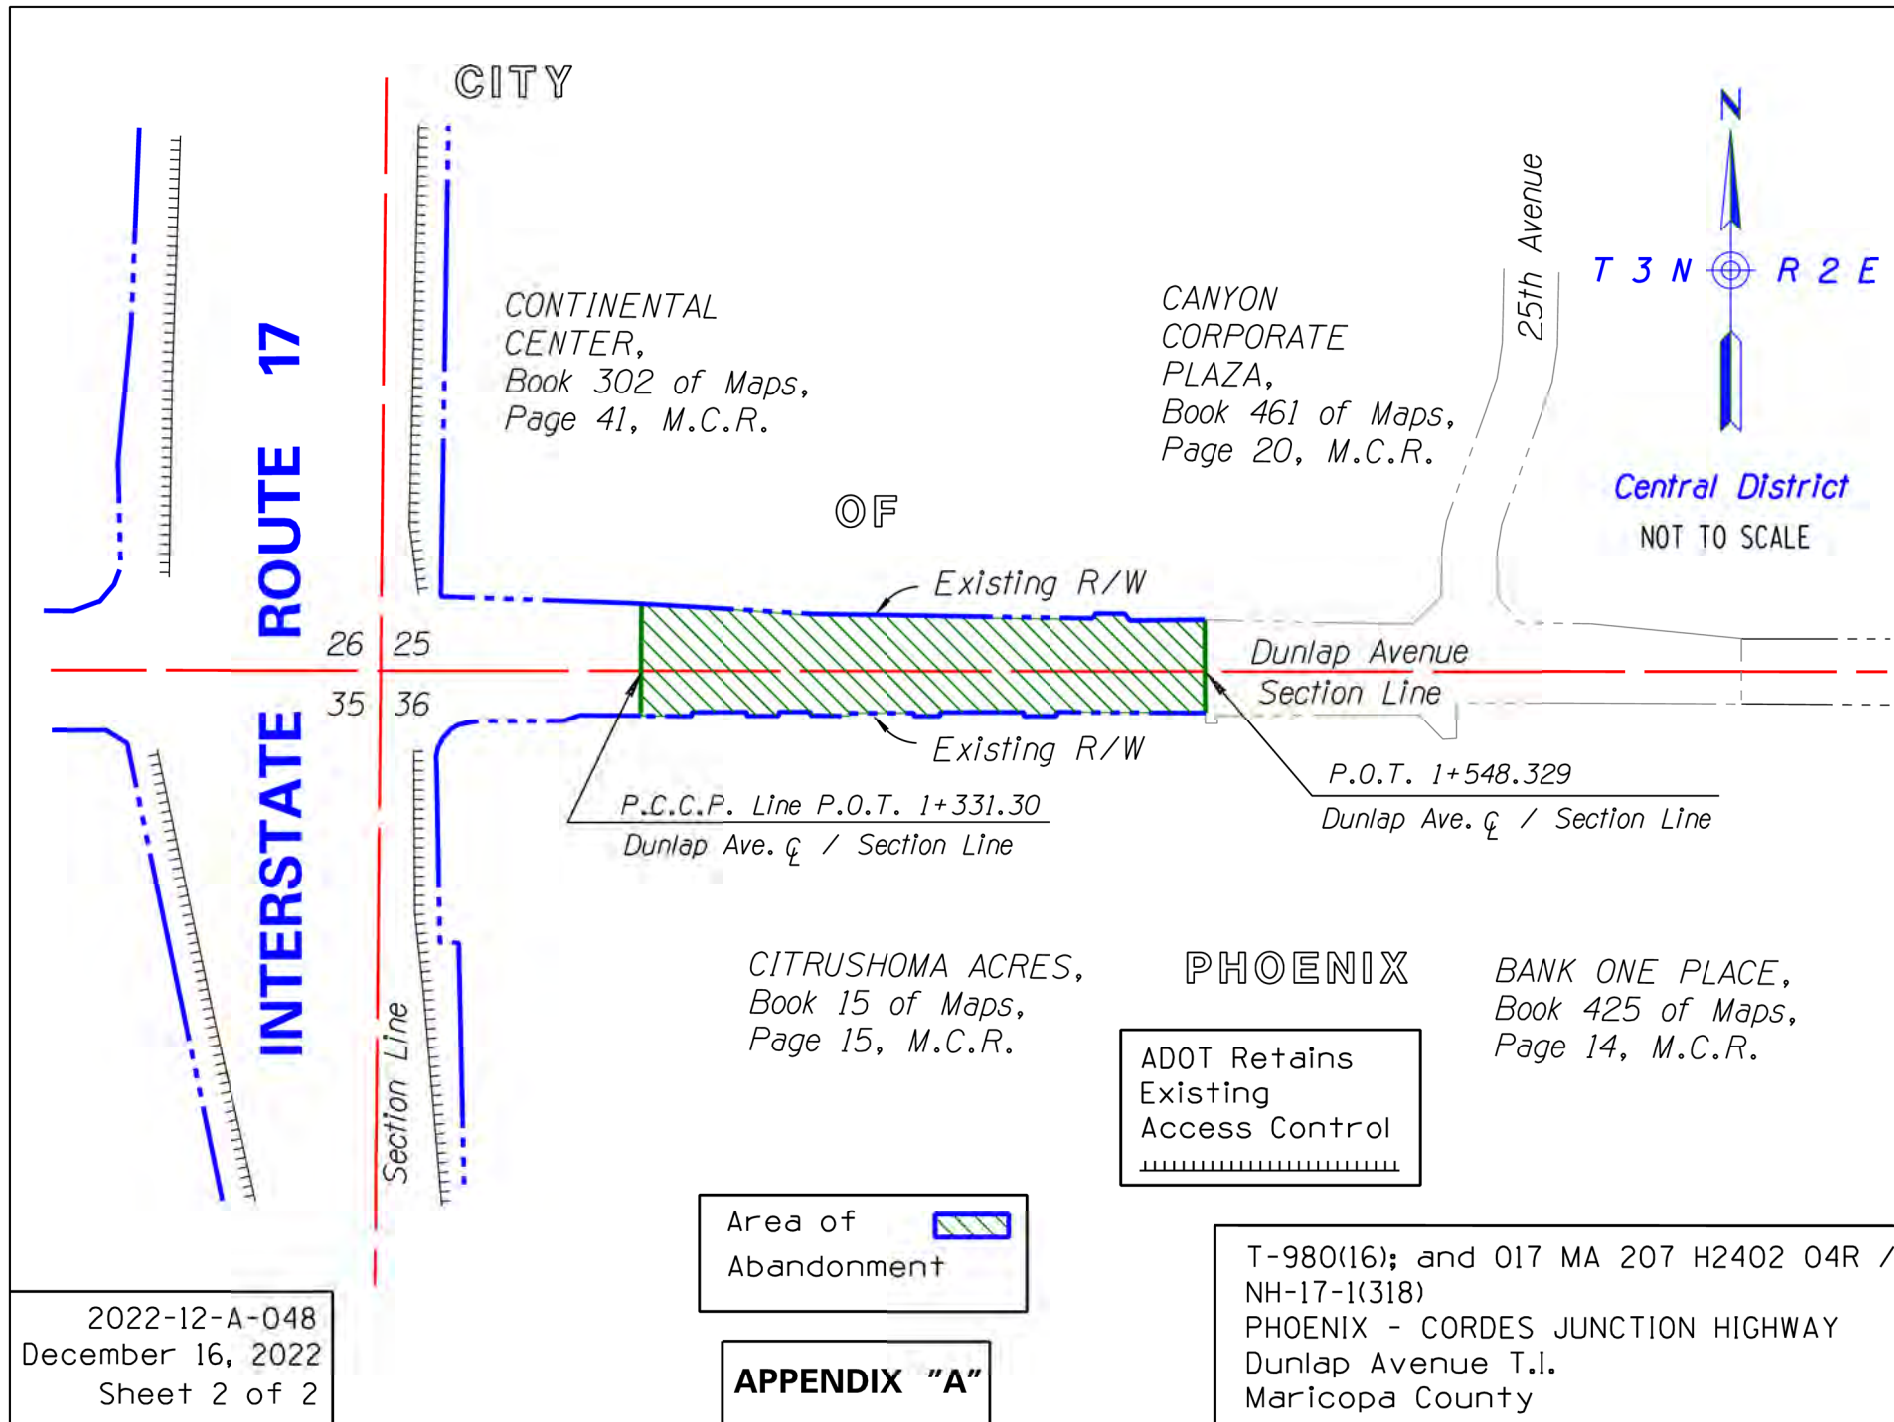 CITY
N
T 3 N R 2 E
Central District
NOT TO SCALE
25th Avenue
CONTINENTAL
CENTER,
Book 302 of Maps,
Page 41, M.C.R.
CANYON
CORPORATE
PLAZA,
Book 461 of Maps,
Page 20, M.C.R.
INTERSTATE ROUTE 17
OF
Existing R/W
26 25
35 36
Dunlap Avenue
Section Line
Existing R/W
P.C.C.P. Line P.O.T. 1+331.30
Dunlap Ave. ℄ / Section Line
P.O.T. 1+548.329
Dunlap Ave. ℄ / Section Line
Section Line
CITRUSHOMA ACRES,
Book 15 of Maps,
Page 15, M.C.R.
PHOENIX
BANK ONE PLACE,
Book 425 of Maps,
Page 14, M.C.R.
ADOT Retains
Existing
Access Control
Area of
Abandonment
APPENDIX "A"
2022-12-A-048
December 16, 2022
Sheet 2 of 2
T-980(16); and 017 MA 207 H2402 04R /
NH-17-1(318)
PHOENIX - CORDES JUNCTION HIGHWAY
Dunlap Avenue T.I.
Maricopa County